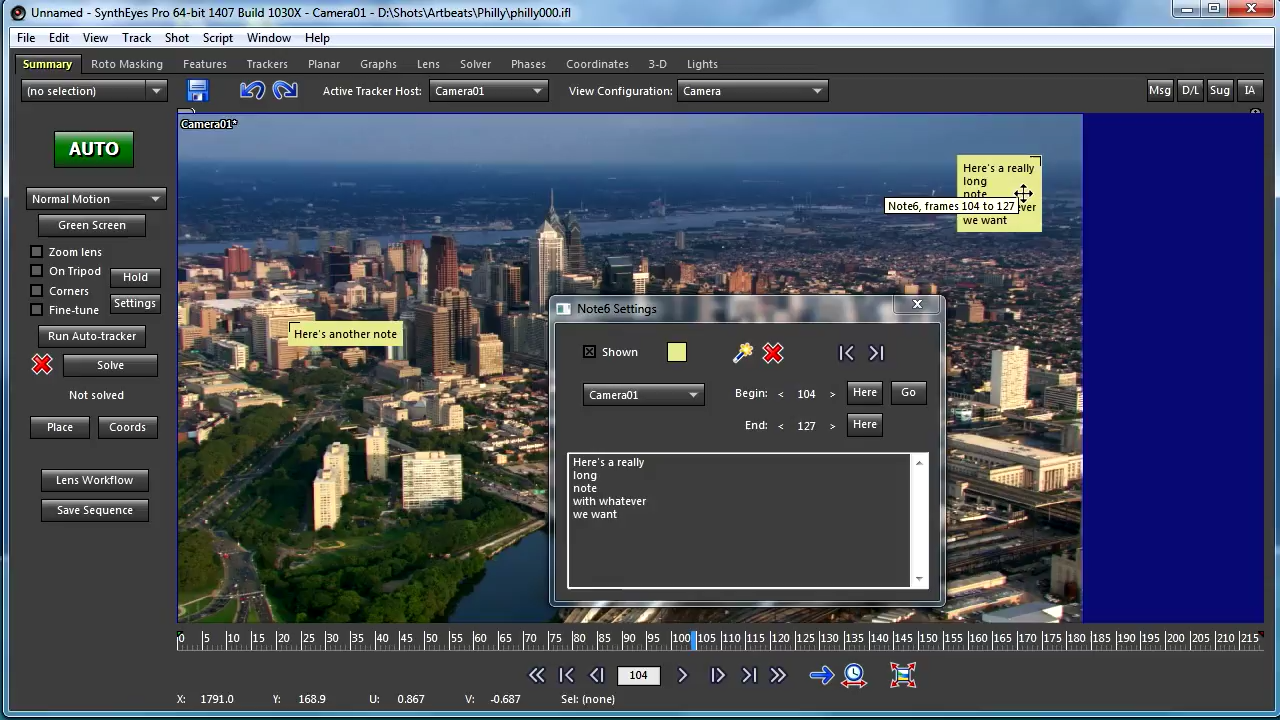 Unnamed - SynthEyes Pro 64-bit 1407 Build 1030X - Camera01 - D:\Shots\Artbeats\Philly\philly000.ifl
File Edit View Track Shot Script Window Help
Summary Roto Masking Features Trackers Planar Graphs Lens Solver Phases Coordinates 3-D Lights
(no selection) Active Tracker Host: Camera01 View Configuration: Camera Msg D/L Sug IA
Camera01*
AUTO
Normal Motion
Green Screen
Zoom lens
On Tripod
Hold
Corners
Settings
Fine-tune
Run Auto-tracker
Solve
Not solved
Place Coords
Lens Workflow
Save Sequence
Here's a really
long
note
Note6, frames 104 to 127
we want
Here's another note
Note6 Settings
Shown
Camera01 Begin: < 104 > Here Go
End: < 127 > Here
Here's a really
long
note
with whatever
we want
0 5 10 15 20 25 30 35 40 45 50 55 60 65 70 75 80 85 90 95 100 105 110 115 120 125 130 135 140 145 150 155 160 165 170 175 180 185 190 195 200 205 210 215
104
X: 1791.0 Y: 168.9 U: 0.867 V: -0.687 Sel: (none)